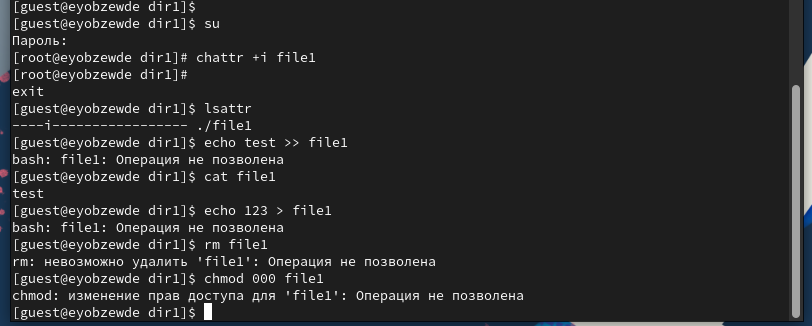 [guest@eyobzewde dir1]$
[guest@eyobzewde dir1]$ su
Пароль:
[root@eyobzewde dir1]# chattr +i file1
[root@eyobzewde dir1]#
exit
[guest@eyobzewde dir1]$ lsattr
----i----------------- ./file1
[guest@eyobzewde dir1]$ echo test >> file1
bash: file1: Операция не позволена
[guest@eyobzewde dir1]$ cat file1
test
[guest@eyobzewde dir1]$ echo 123 > file1
bash: file1: Операция не позволена
[guest@eyobzewde dir1]$ rm file1
rm: невозможно удалить 'file1': Операция не позволена
[guest@eyobzewde dir1]$ chmod 000 file1
chmod: изменение прав доступа для 'file1': Операция не позволена
[guest@eyobzewde dir1]$